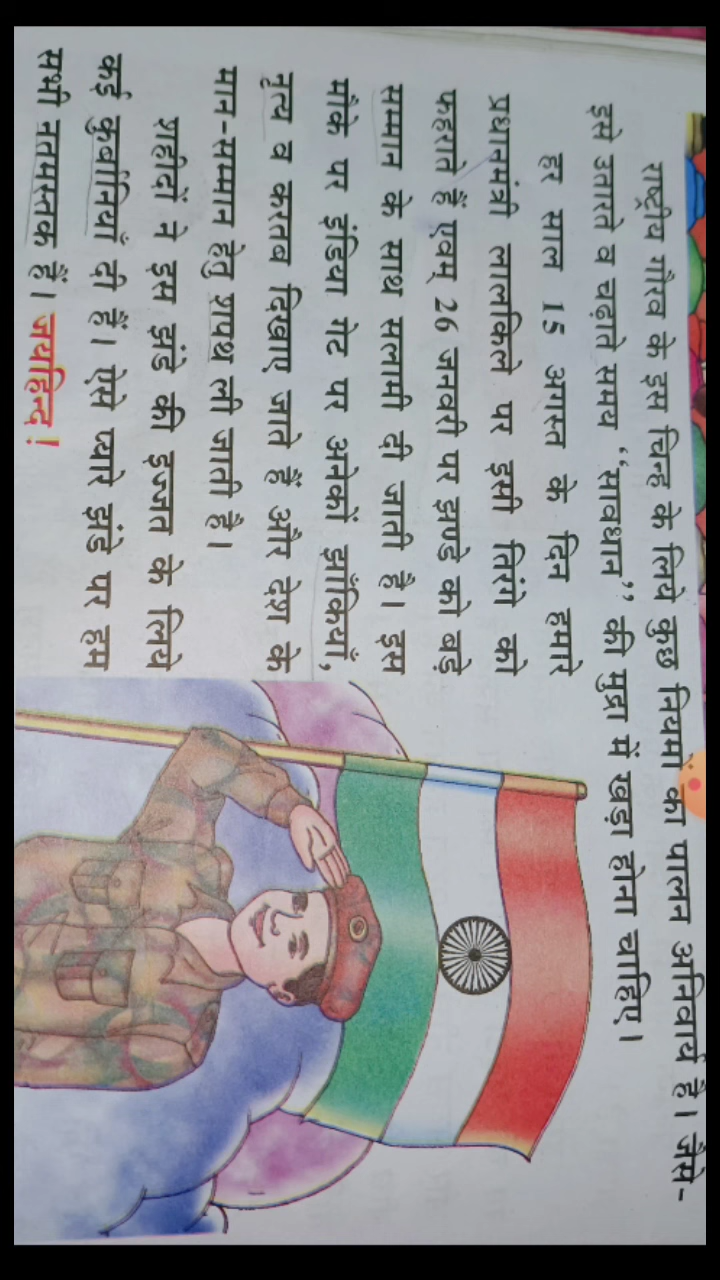 राष्ट्रीय गौरव के इस चिन्ह के लिये कुछ नियमों का पालन अनिवार्य है। जैसे-
इसे उतारते व चढ़ाते समय “सावधान” की मुद्रा में खड़ा होना चाहिए।
हर साल 15 अगस्त के दिन हमारे
प्रधानमंत्री लालकिले पर इसी तिरंगे को
फहराते हैं एवम् 26 जनवरी पर झण्डे को बड़े
सम्मान के साथ सलामी दी जाती है। इस
मौके पर इंडिया गेट पर अनेकों झाँकियाँ,
नृत्य व करतब दिखाए जाते हैं और देश के
मान-सम्मान हेतु शपथ ली जाती है।
शहीदों ने इस झंडे की इज्जत के लिये
कई कुर्बानियाँ दी हैं। ऐसे प्यारे झंडे पर हम
सभी नतमस्तक हैं। जयहिन्द!